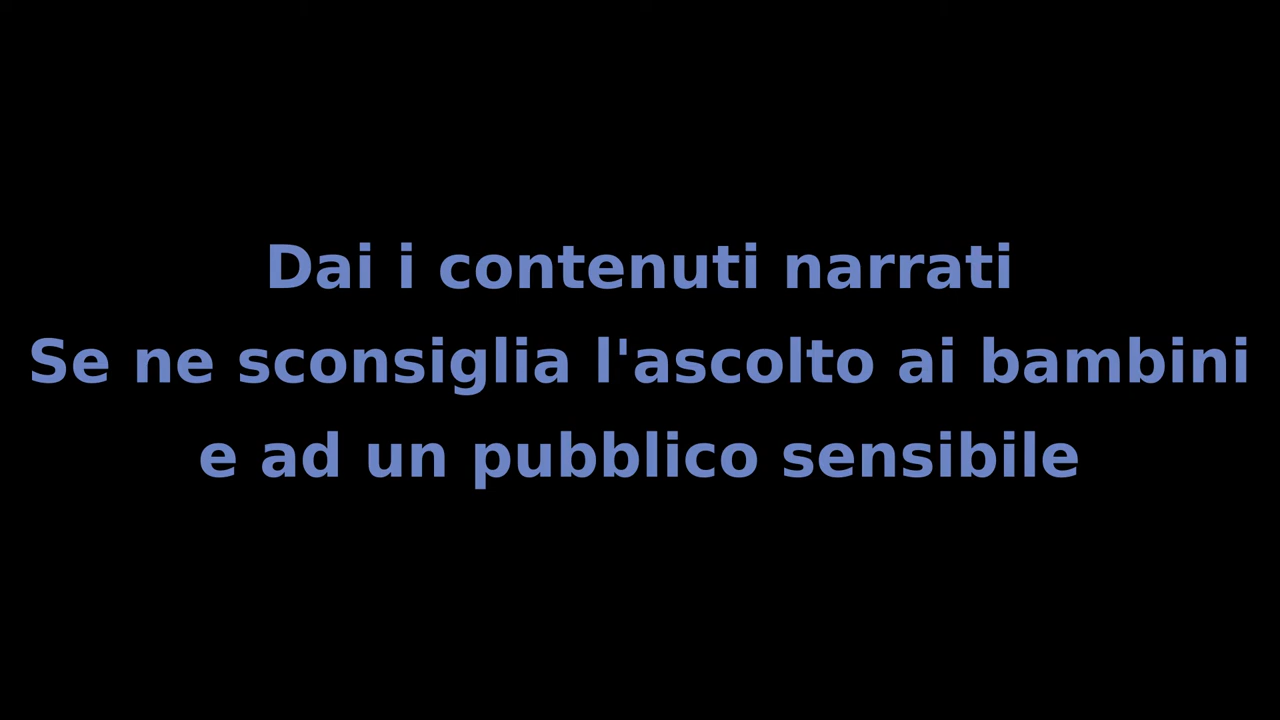 Dai i contenuti narrati
Se ne sconsiglia l'ascolto ai bambini
e ad un pubblico sensibile